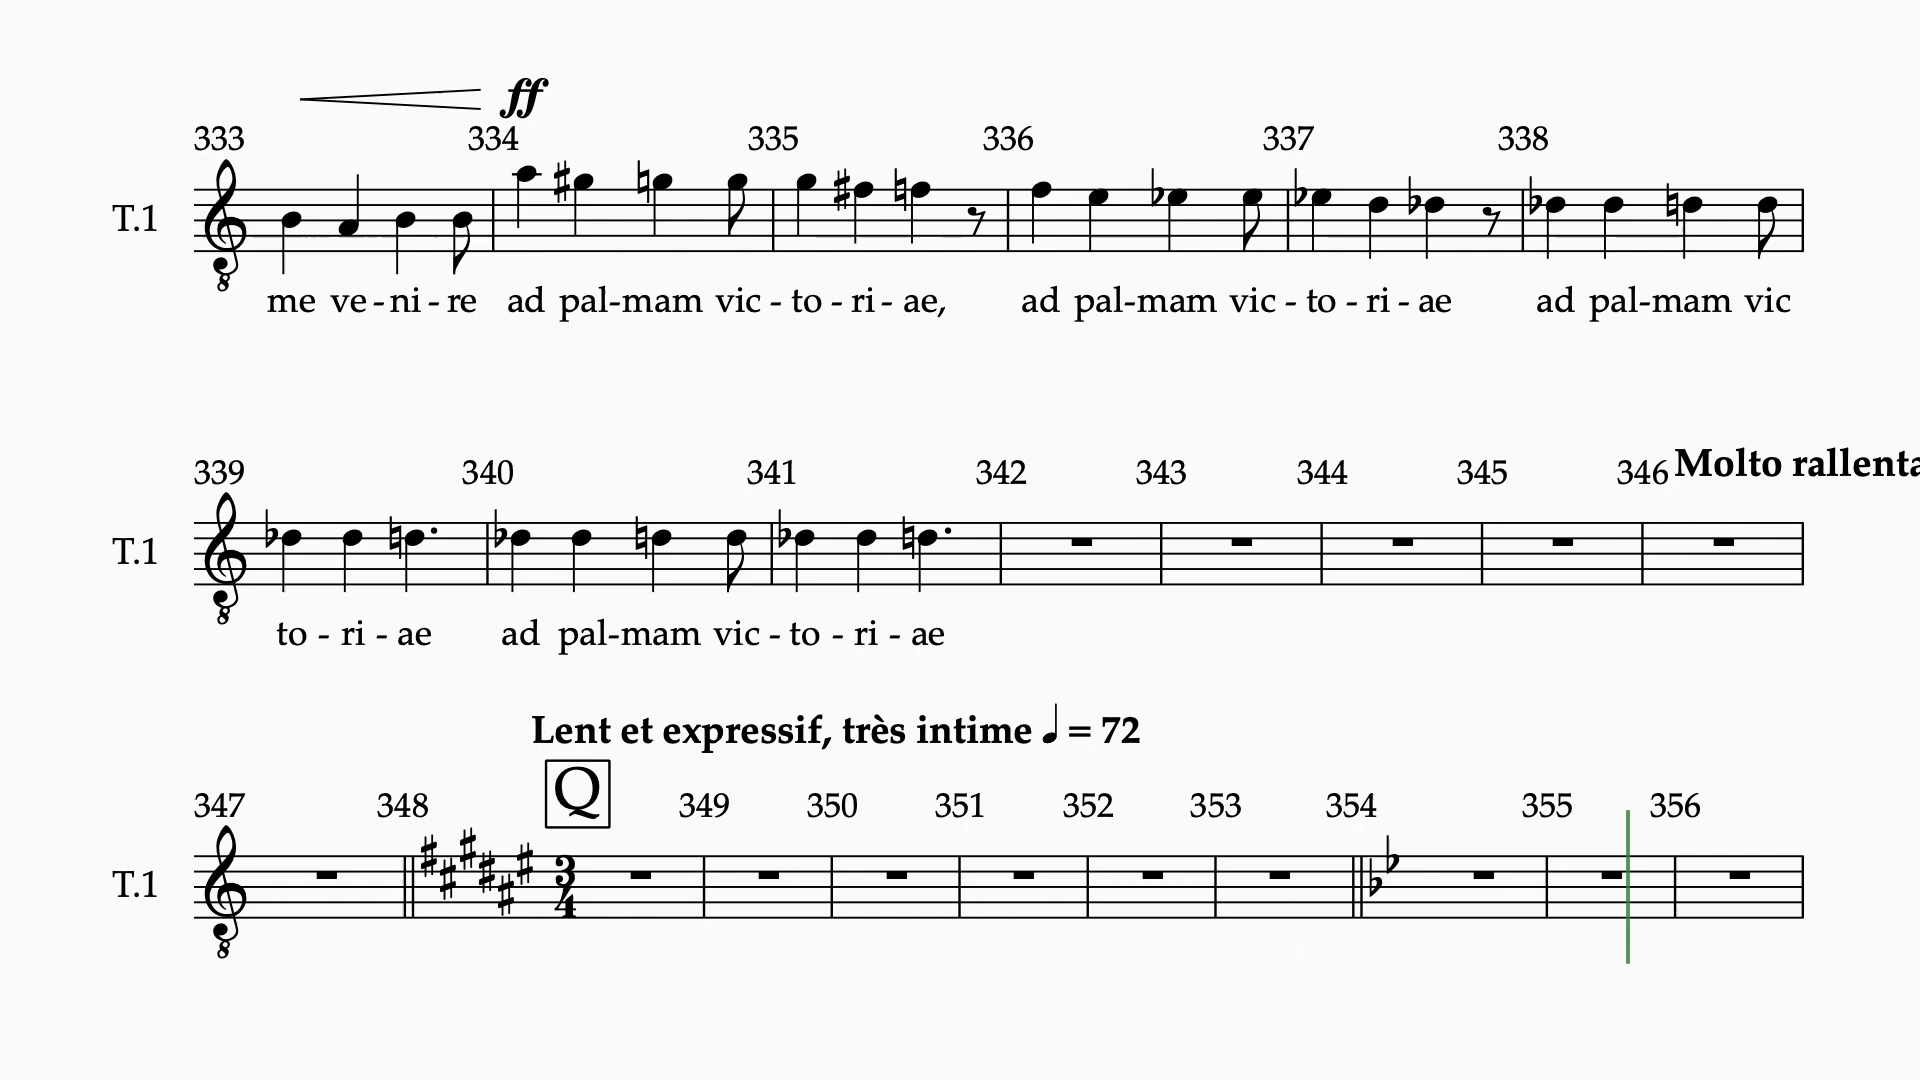 ff
333 334 335 336 337 338
T.1
me ve - ni - re ad pal - mam vic - to - ri - ae, ad pal - mam vic - to - ri - ae ad pal - mam vic
339 340 341 342 343 344 345 346 Molto rallenta
T.1
to - ri - ae ad pal - mam vic - to - ri - ae
Lent et expressif, très intime ♩ = 72
Q
347 348 349 350 351 352 353 354 355 356
T.1
3
4